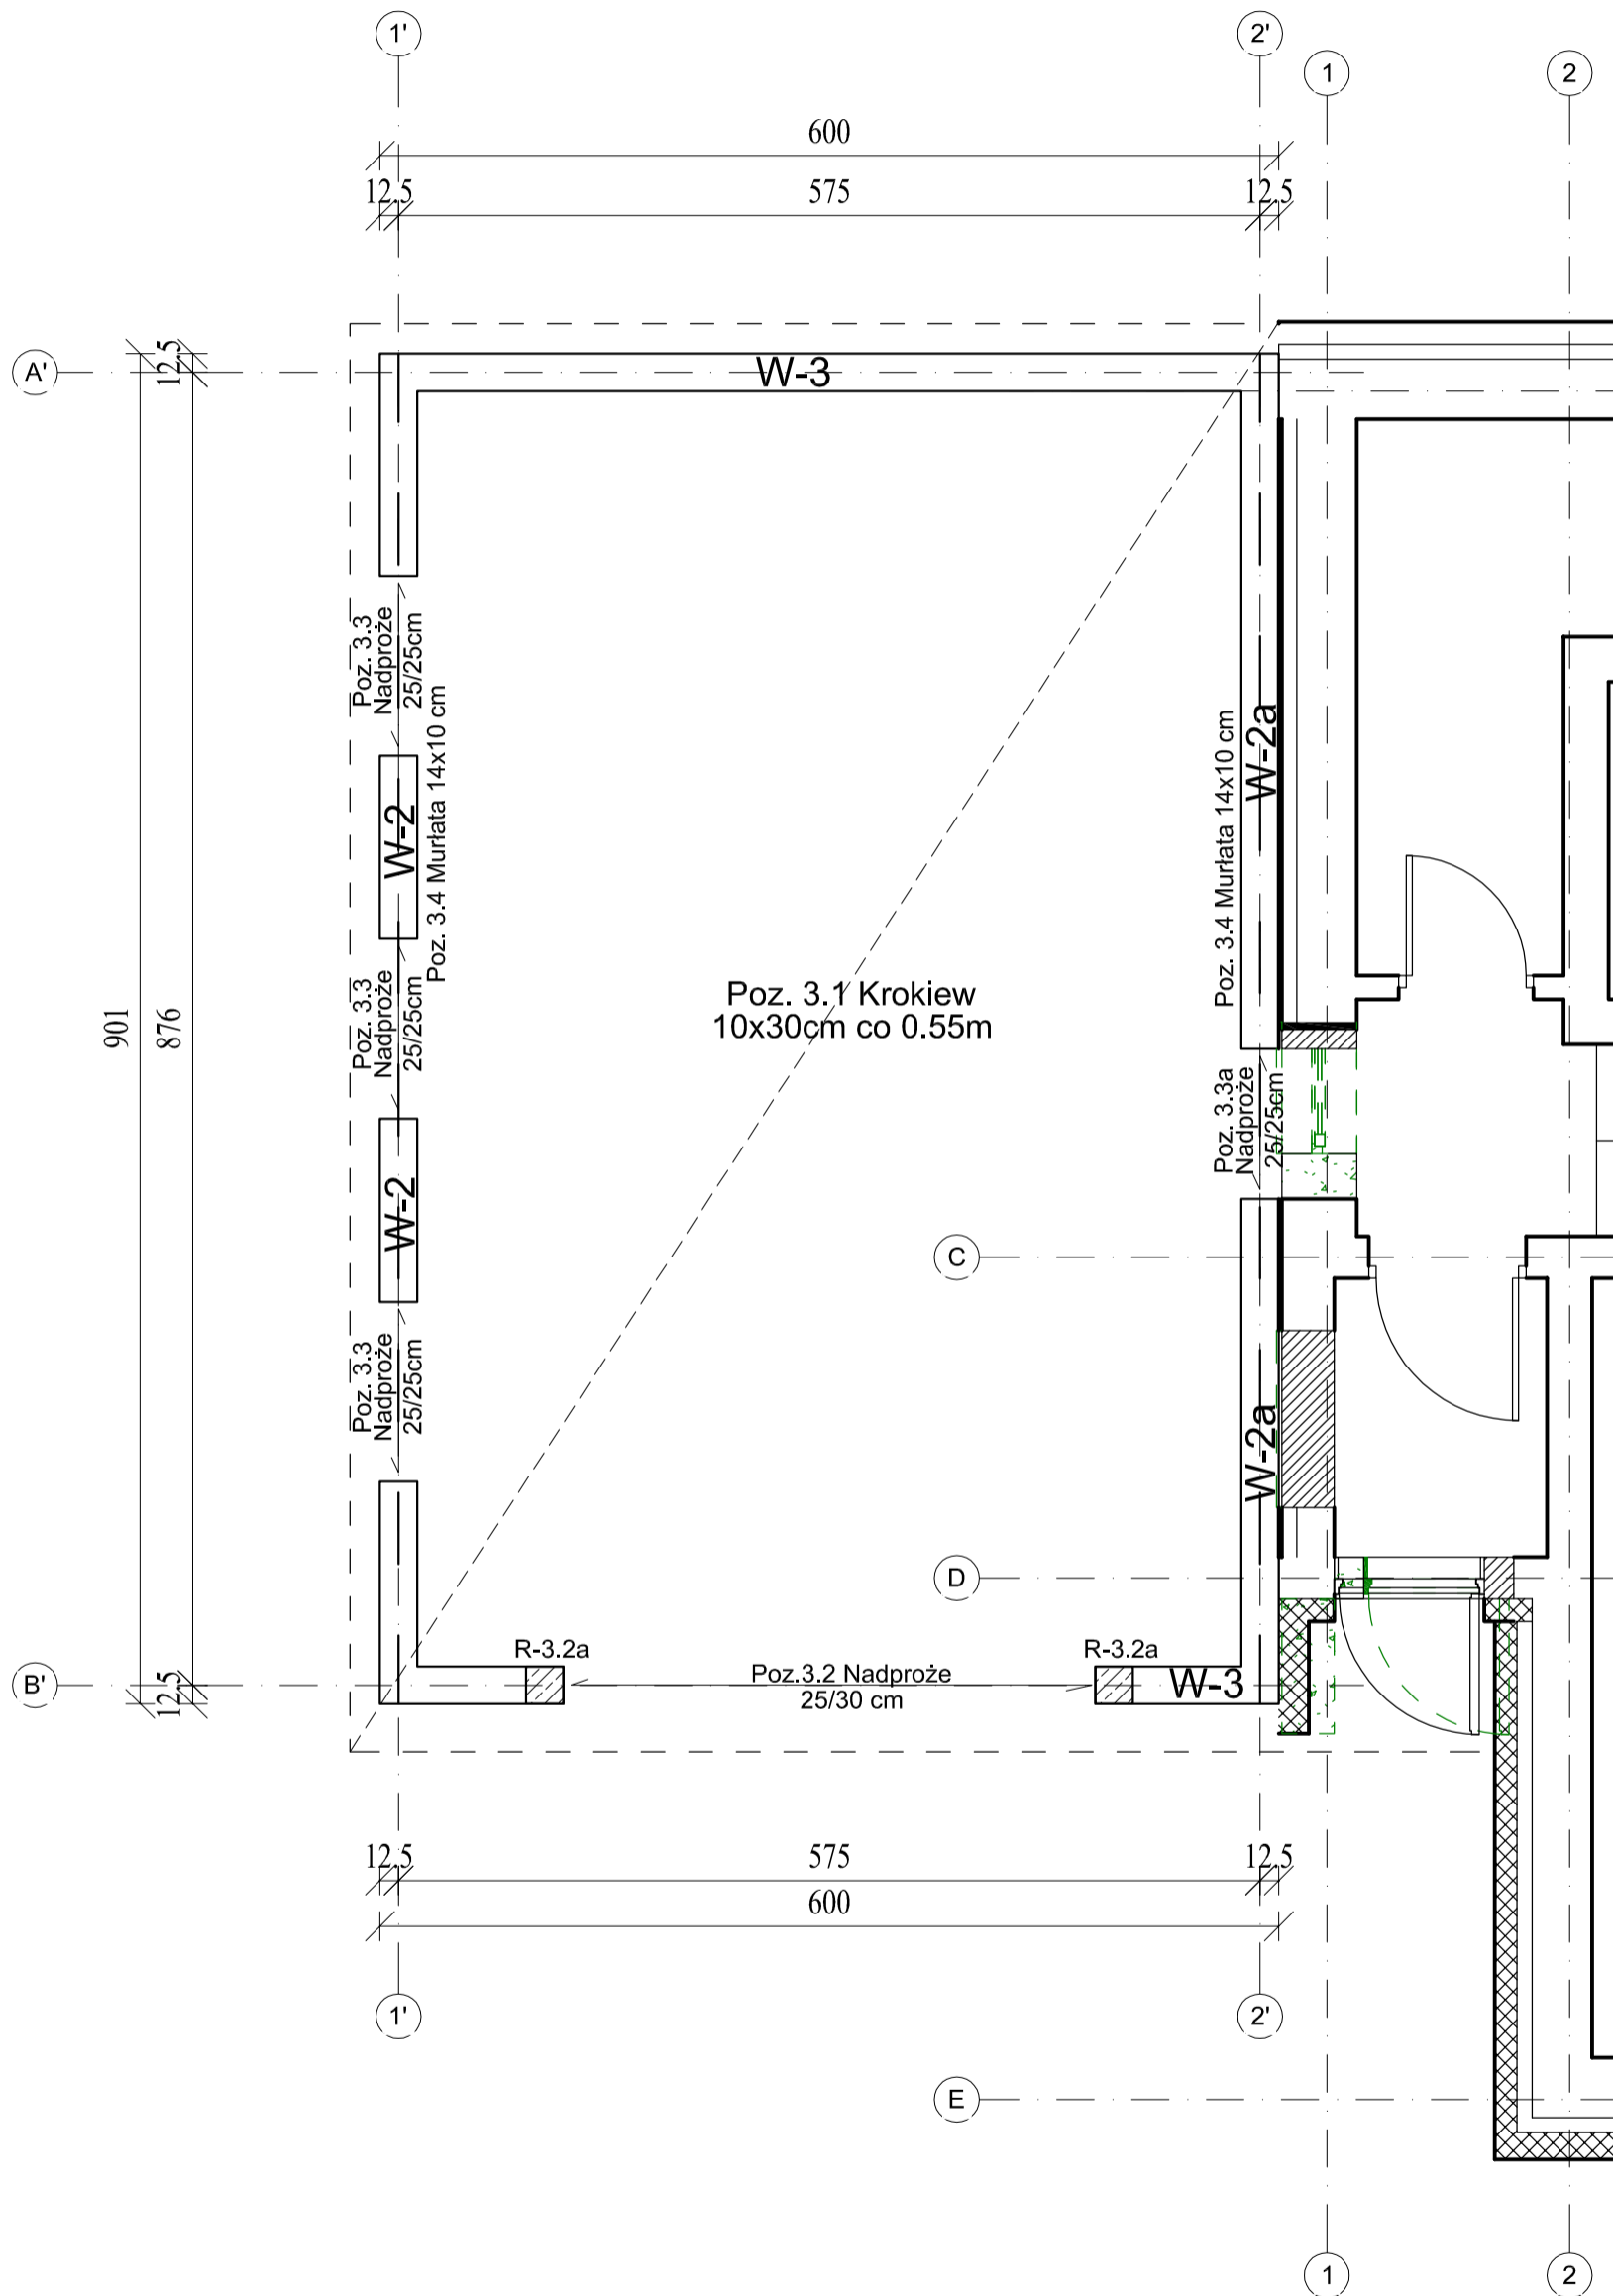 1'
2'
1
2
600
12.5
575
12.5
A'
12.5
W-3
Poz. 3.3
Nadproże
25/25cm
Poz. 3.4 Murłata 14x10 cm
W-2
Poz. 3.4 Murłata 14x10 cm
W-2a
Poz. 3.1 Krokiew
10x30cm co 0.55m
901
876
Poz. 3.3
Nadproże
25/25cm
Poz. 3.3a
Nadproże
25/25cm
W-2
C
Poz. 3.3
Nadproże
25/25cm
W-2a
D
R-3.2a
R-3.2a
B'
12.5
Poz.3.2 Nadproże
25/30 cm
W-3
12.5
575
12.5
600
1'
2'
E
1
2